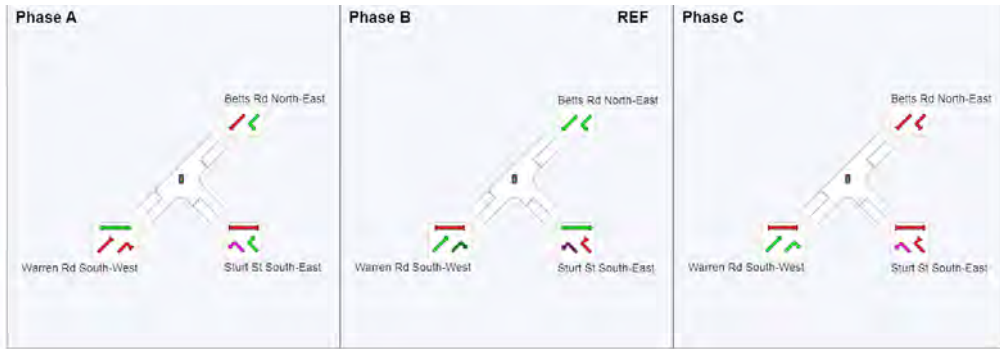 Phase A
Betts Rd North-East
Warren Rd South-West
Sturt St South-East
Phase B REF
Betts Rd North-East
Warren Rd South-West
Sturt St South-East
Phase C
Betts Rd North-East
Warren Rd South-West
Sturt St South-East